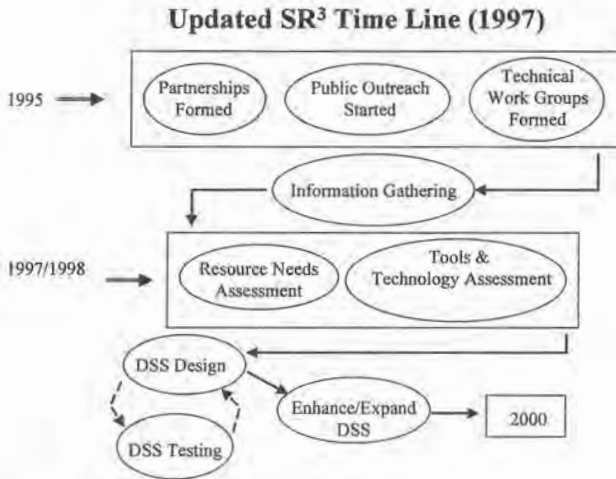 Updated SR³ Time Line (1997)
1995
Partnerships
Formed
Public Outreach
Started
Technical
Work Groups
Formed
Information Gathering
1997/1998
Resource Needs
Assessment
Tools &
Technology Assessment
DSS Design
Enhance/Expand
DSS
2000
DSS Testing